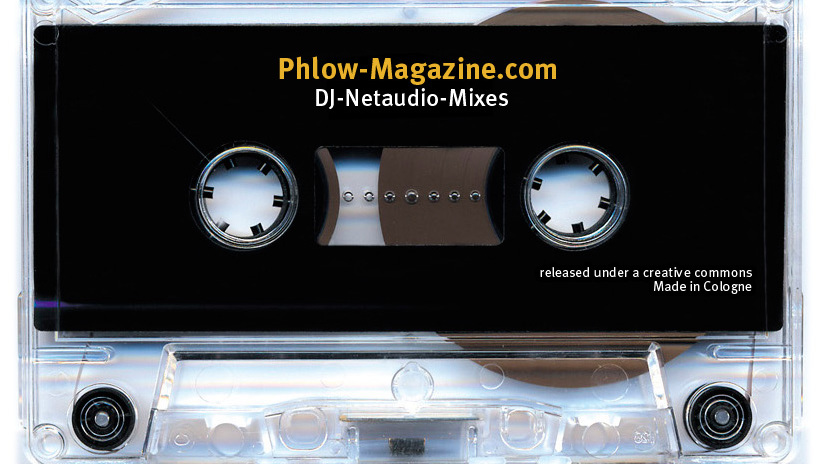 Phlow-Magazine.com
DJ-Netaudio-Mixes
released under a creative commons
Made in Cologne